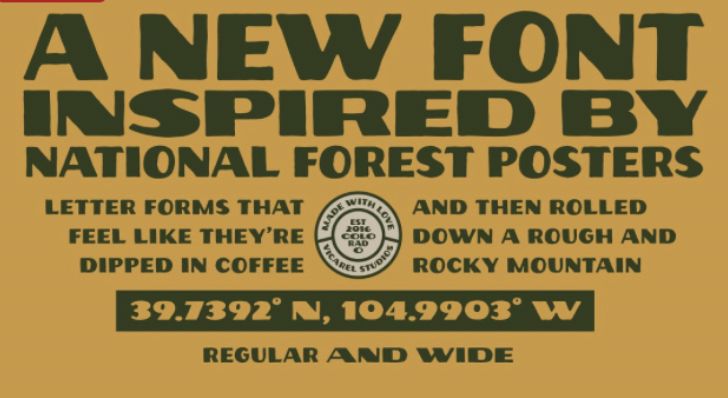 A NEW FONT
INSPIRED BY
NATIONAL FOREST POSTERS
LETTER FORMS THAT
FEEL LIKE THEY'RE
DIPPED IN COFFEE
MADE WITH LOVE
EST
2016
COLO
RAD
O
VICAREL STUDIOS
AND THEN ROLLED
DOWN A ROUGH AND
ROCKY MOUNTAIN
39.7392° N, 104.9903° W
REGULAR AND WIDE